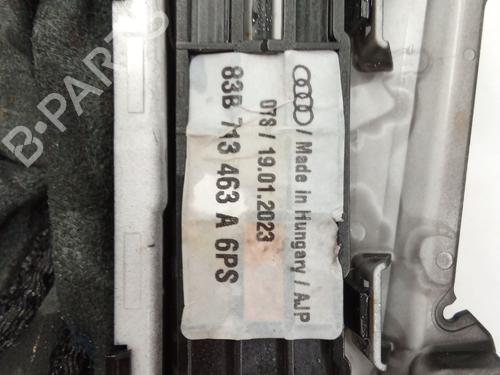 / Made in Hungary / AJP
078 / 19.01.2023
83B 713 463 A 6PS
B-PARTS